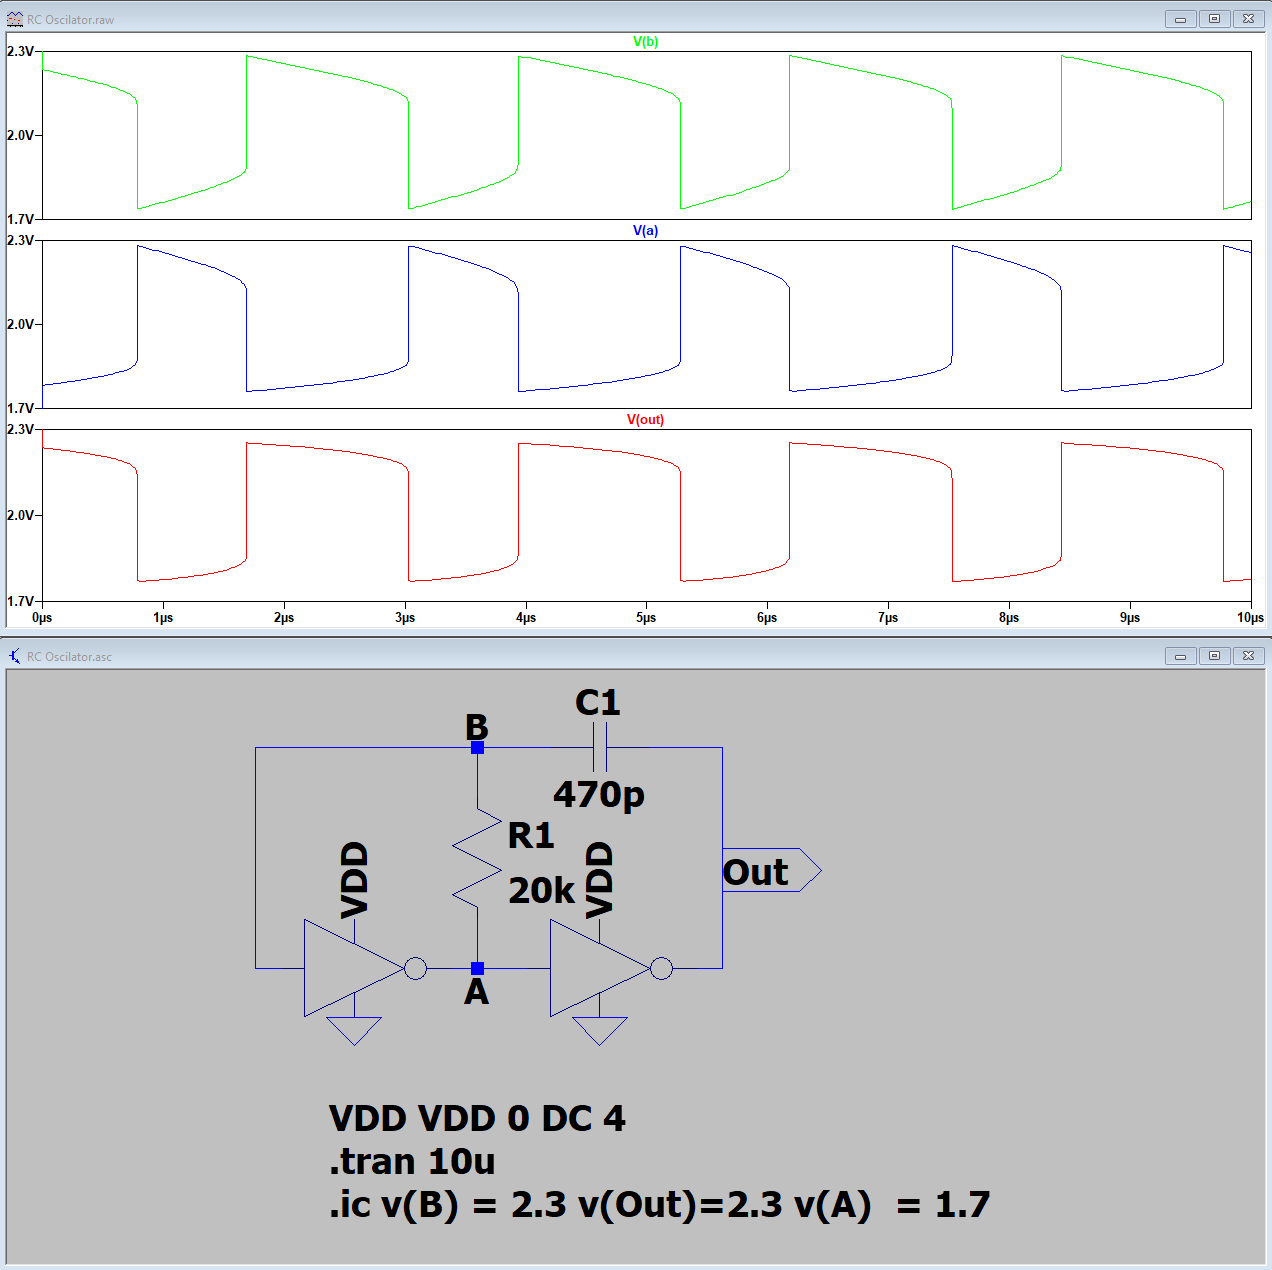 RC Oscilator.raw
V(b)
2.3V
2.0V
1.7V
V(a)
2.3V
2.0V
1.7V
V(out)
2.3V
2.0V
1.7V
0µs 1µs 2µs 3µs 4µs 5µs 6µs 7µs 8µs 9µs 10µs
RC Oscilator.asc
C1
B
470p
R1
VDD
VDD
20k
Out
A
VDD VDD 0 DC 4
.tran 10u
.ic v(B) = 2.3 v(Out)=2.3 v(A) = 1.7